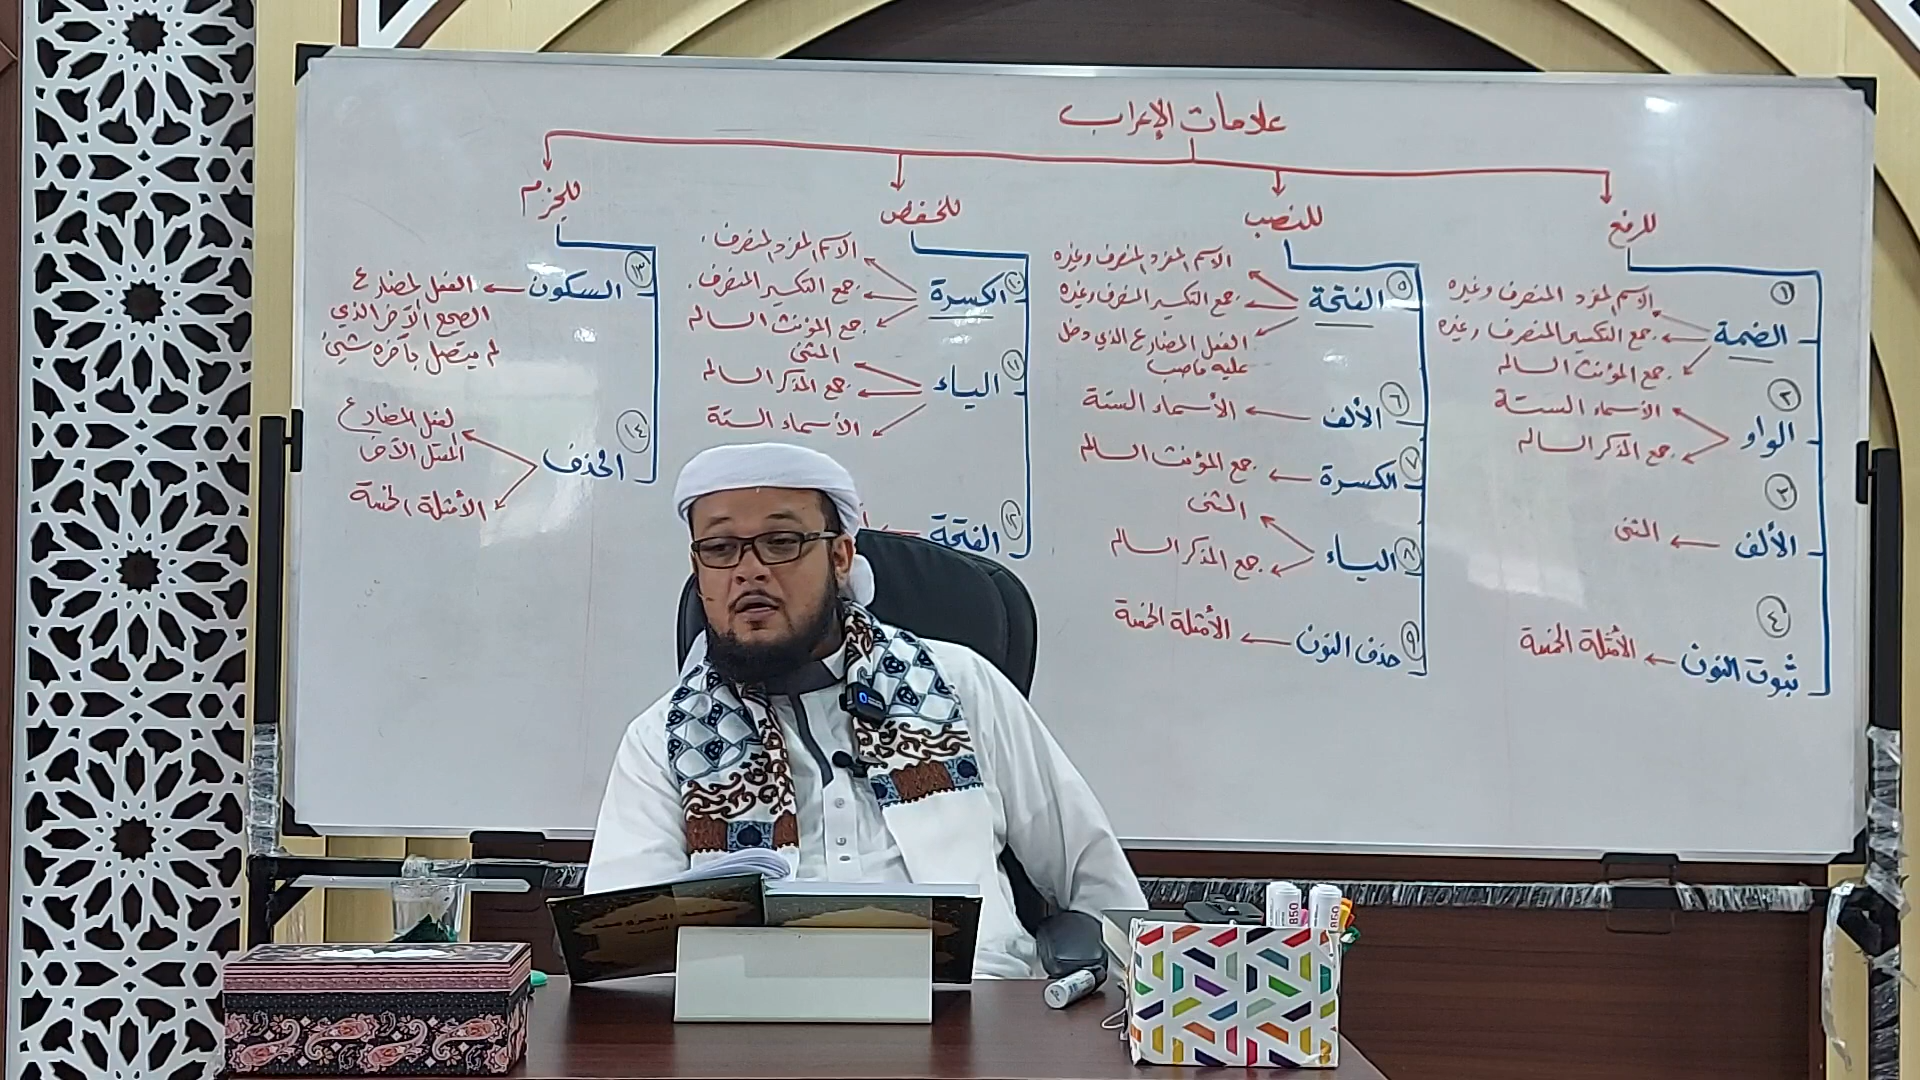 علامات الإعراب
للرفع
١
الضمة
الاسم المفرد المنصرف وغيره
جمع التكسير المنصرف وغيره
جمع المؤنث السالم
٢
الواو
الأسماء الستة
جمع المذكر السالم
٣
الألف
المثنى
٤
ثبوت النون
الأمثلة الخمسة
للنصب
٥
الفتحة
الاسم المفرد المنصرف وغيره
جمع التكسير المنصرف وغيره
الفعل المضارع الذي دخل
عليه ناصب
٦
الألف
الأسماء الستة
٧
الكسرة
جمع المؤنث السالم
٨
الياء
المثنى
جمع المذكر السالم
٩
حذف النون
الأمثلة الخمسة
للخفض
١٠
الكسرة
الاسم المفرد المنصرف
جمع التكسير المنصرف
جمع المؤنث السالم
١١
الياء
المثنى
جمع المذكر السالم
الأسماء الستة
١٢
الفتحة
للجزم
١٣
السكون
الفعل المضارع
الصحيح الآخر الذي
لم يتصل بآخره شيئ
١٤
الحذف
الفعل المضارع
المعتل الآخر
الأمثلة الخمسة
850
850